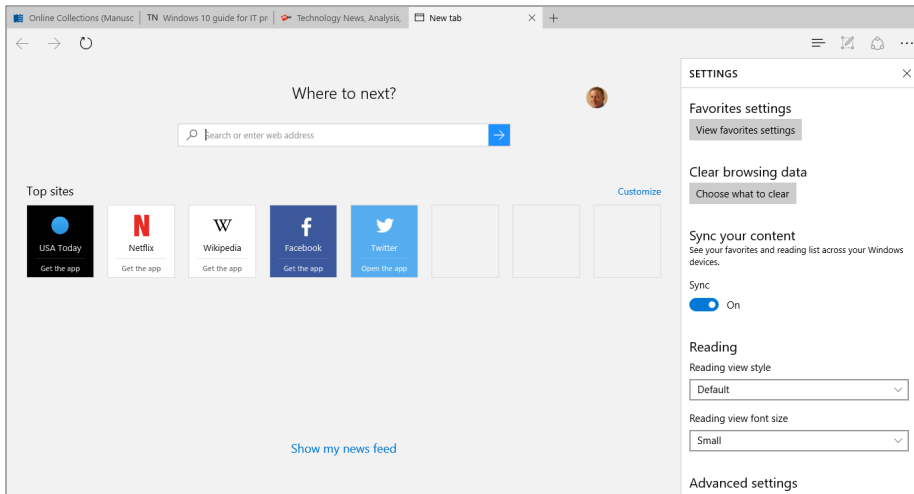 Online Collections (Manusc
TN Windows 10 guide for IT pr
Technology News, Analysis,
New tab
SETTINGS
Where to next?
Search or enter web address
Top sites
Customize
USA Today
Get the app
N
Netflix
Get the app
W
Wikipedia
Get the app
f
Facebook
Get the app
Twitter
Open the app
Show my news feed
Favorites settings
View favorites settings
Clear browsing data
Choose what to clear
Sync your content
See your favorites and reading list across your Windows
devices.
Sync
On
Reading
Reading view style
Default
Reading view font size
Small
Advanced settings